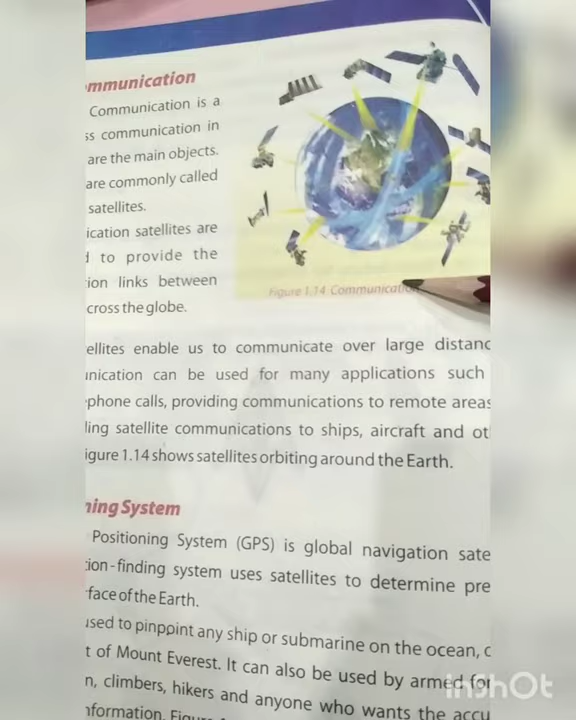 mmunication
Communication is a
ss communication in
are the main objects.
are commonly called
satellites.
ication satellites are
d to provide the
ion links between
cross the globe.
Figure 1.14 Communicatio
ellites enable us to communicate over large distanc
unication can be used for many applications such
phone calls, providing communications to remote areas
ling satellite communications to ships, aircraft and ot
igure 1.14 shows satellites orbiting around the Earth.
ning System
Positioning System (GPS) is global navigation sate
ion-finding system uses satellites to determine pre
rface of the Earth.
used to pinppint any ship or submarine on the ocean, o
t of Mount Everest. It can also be used by armed for
n, climbers, hikers and anyone who wants the accu
nformation. Figu
InShOt